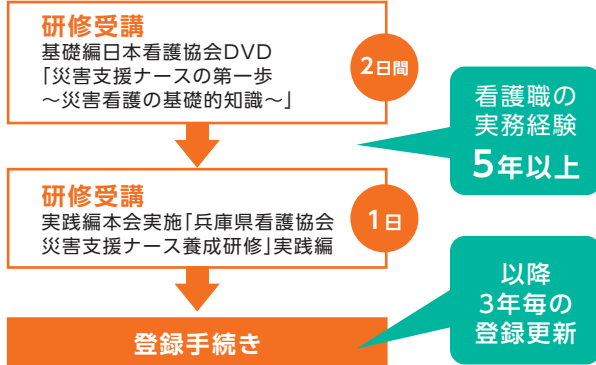 研修受講
基礎編日本看護協会DVD
「災害支援ナースの第一歩
～災害看護の基礎的知識～」
2日間
看護職の
実務経験
5年以上
研修受講
実践編本会実施「兵庫県看護協会
災害支援ナース養成研修」実践編
1日
以降
3年毎の
登録更新
登録手続き